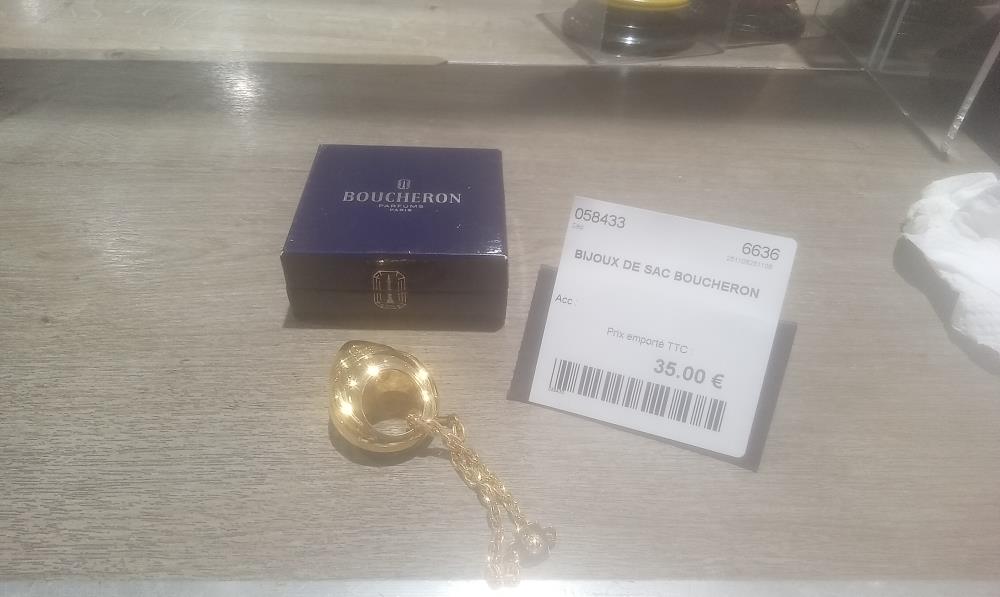 BOUCHERON
PARFUMS
PARIS
058433
6636
BIJOUX DE SAC BOUCHERON
Acc :
Prix emporté TTC :
35.00 €